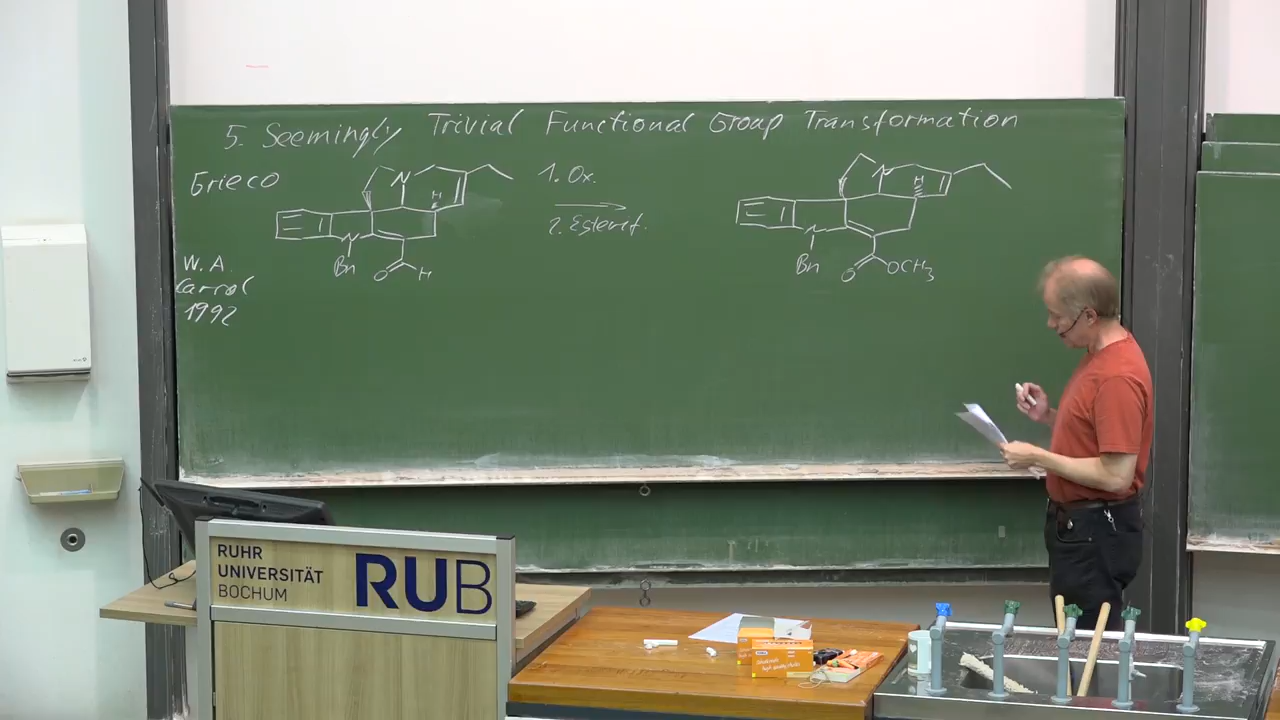 5. Seemingly Trivial Functional Group Transformation
Grieco
W. A.
Carrol
1992
N
H
N
Bn
O
H
1. Ox.
2. Esterif.
N
H
N
Bn
O
OCH3
RUHR
UNIVERSITÄT
BOCHUM
RUB